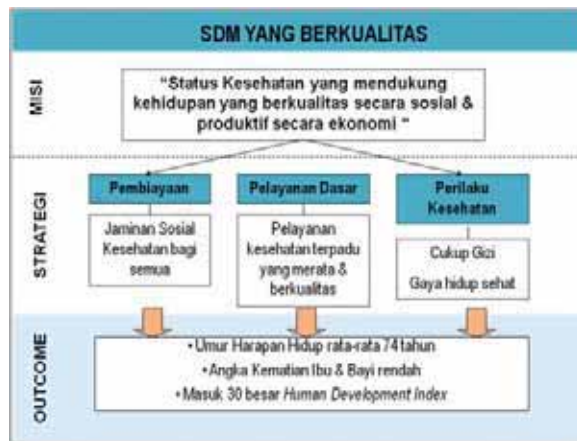 SDM YANG BERKUALITAS
MISI
"Status Kesehatan yang mendukung
kehidupan yang berkualitas secara sosial &
produktif secara ekonomi "
STRATEGI
Pembiayaan
Jaminan Sosial
Kesehatan bagi
semua
Pelayanan Dasar
Pelayanan
kesehatan terpadu
yang merata &
berkualitas
Perilaku
Kesehatan
Cukup Gizi
Gaya hidup sehat
OUTCOME
• Umur Harapan Hidup rata-rata 74 tahun
• Angka Kematian Ibu & Bayi rendah
• Masuk 30 besar Human Development Index